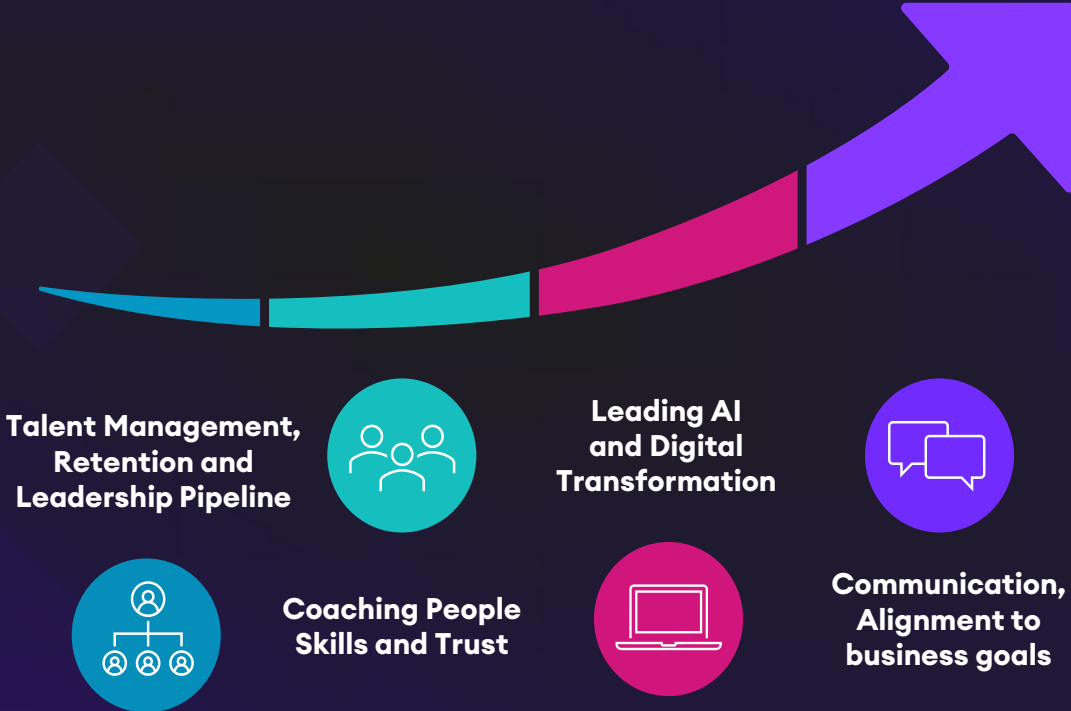 Talent Management,
Retention and
Leadership Pipeline
Coaching People
Skills and Trust
Leading AI
and Digital
Transformation
Communication,
Alignment to
business goals